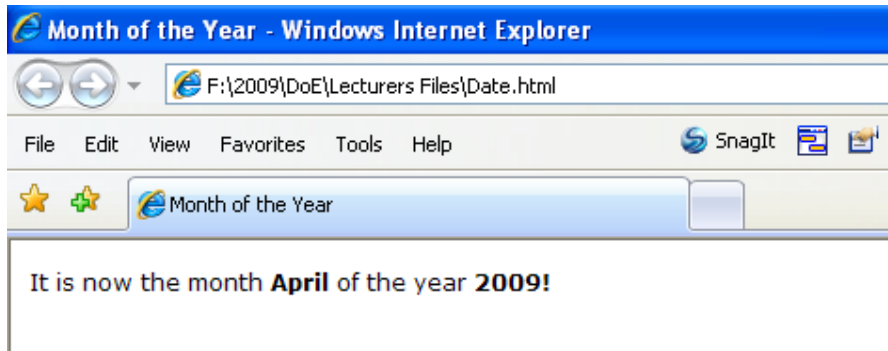 Month of the Year - Windows Internet Explorer
F:\2009\DoE\Lecturers Files\Date.html
File Edit View Favorites Tools Help SnagIt
Month of the Year
It is now the month April of the year 2009!